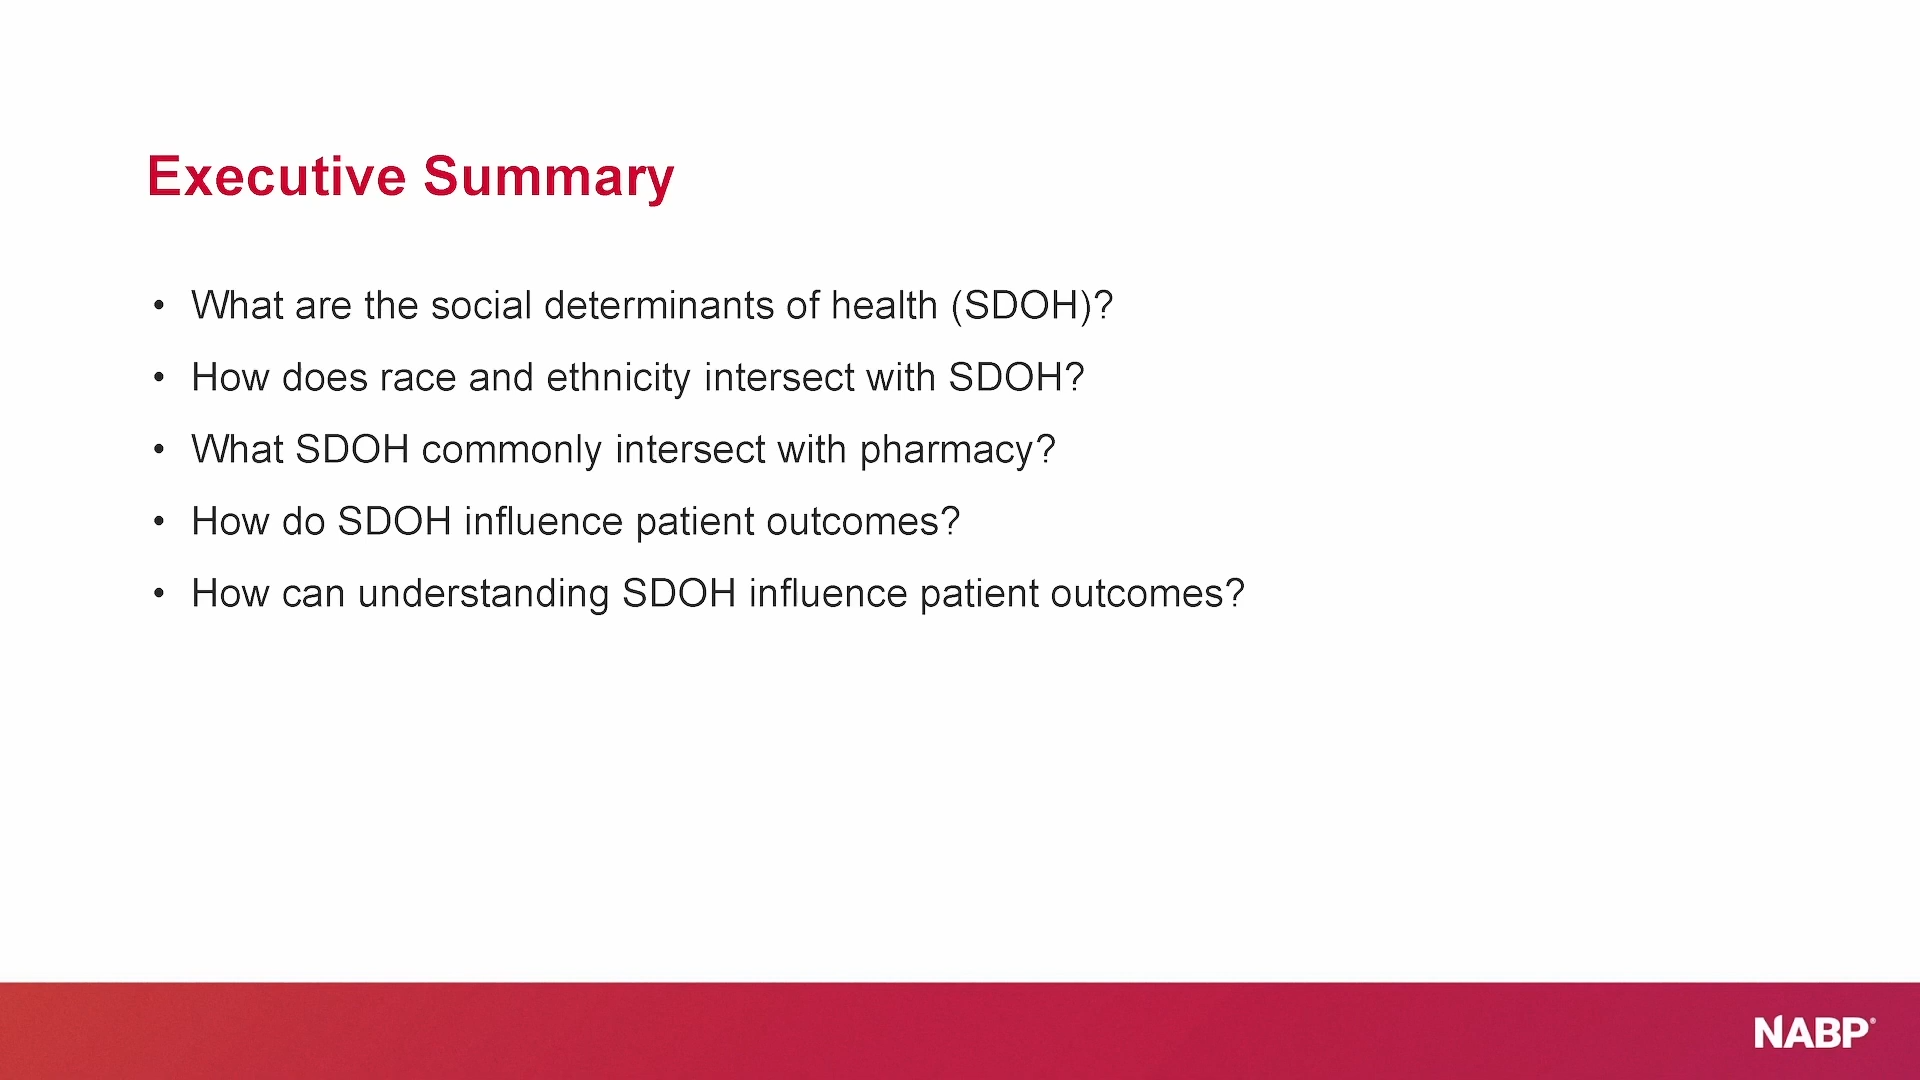 Executive Summary
• What are the social determinants of health (SDOH)?
• How does race and ethnicity intersect with SDOH?
• What SDOH commonly intersect with pharmacy?
• How do SDOH influence patient outcomes?
• How can understanding SDOH influence patient outcomes?
NABP®